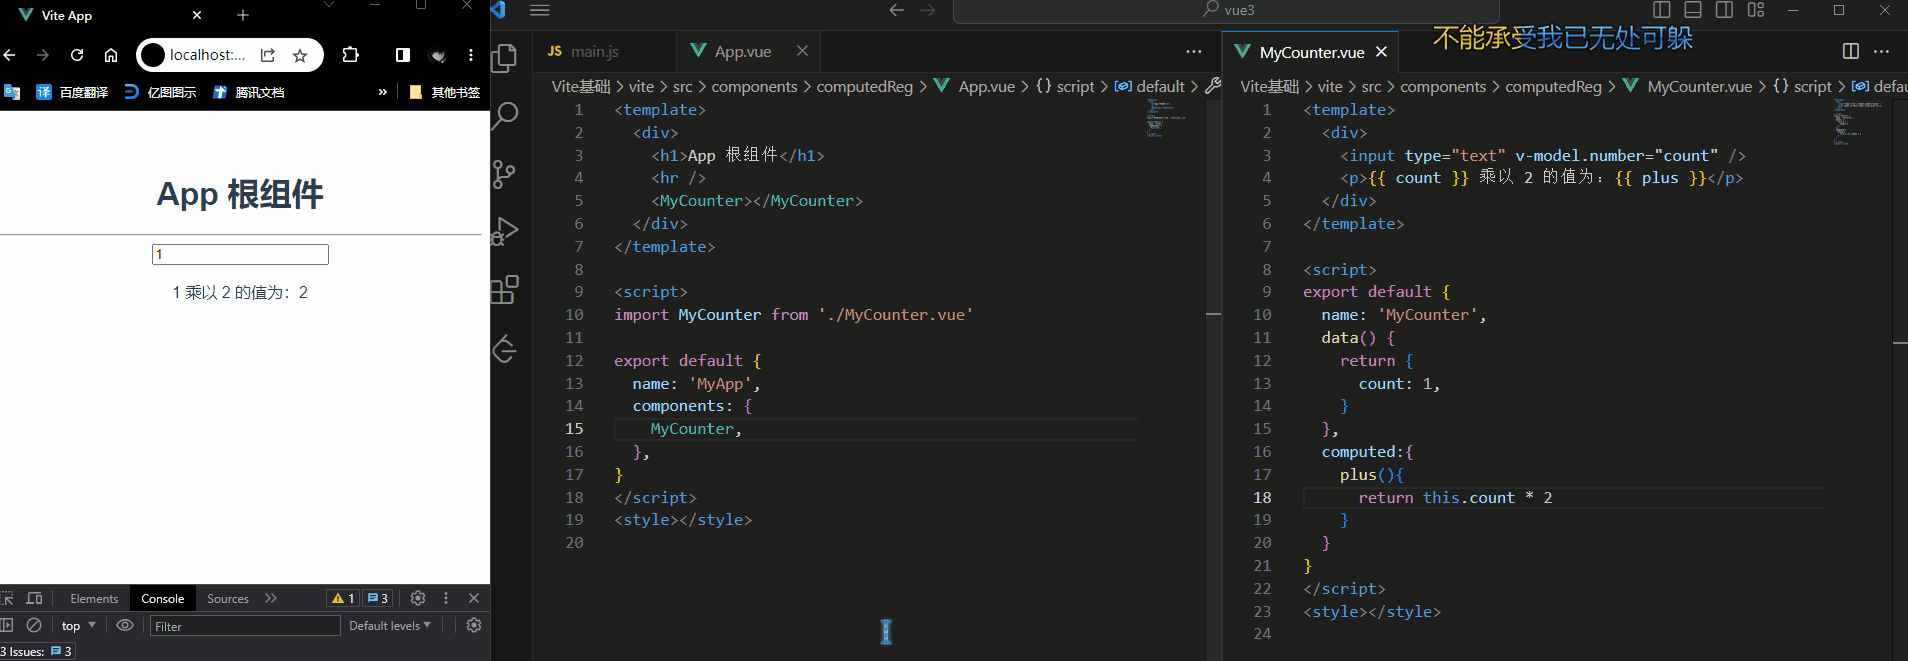 Vite App
localhost:...
百度翻译
亿图图示
腾讯文档
»
其他书签
App 根组件
1
1 乘以 2 的值为：2
Elements
Console
Sources
1
3
top
Filter
Default levels
3 Issues:
3
vue3
不能承受我已无处可躲
JS main.js
App.vue
Vite基础 > vite > src > components > computedReg > App.vue > {} script > default >
1 <template>
2 <div>
3 <h1>App 根组件</h1>
4 <hr />
5 <MyCounter></MyCounter>
6 </div>
7 </template>
8
9 <script>
10 import MyCounter from './MyCounter.vue'
11
12 export default {
13 name: 'MyApp',
14 components: {
15 MyCounter,
16 },
17 }
18 </script>
19 <style></style>
20
MyCounter.vue
Vite基础 > vite > src > components > computedReg > MyCounter.vue > {} script > defau
1 <template>
2 <div>
3 <input type="text" v-model.number="count" />
4 <p>{{ count }} 乘以 2 的值为：{{ plus }}</p>
5 </div>
6 </template>
7
8 <script>
9 export default {
10 name: 'MyCounter',
11 data() {
12 return {
13 count: 1,
14 }
15 },
16 computed:{
17 plus(){
18 return this.count * 2
19 }
20 }
21 }
22 </script>
23 <style></style>
24